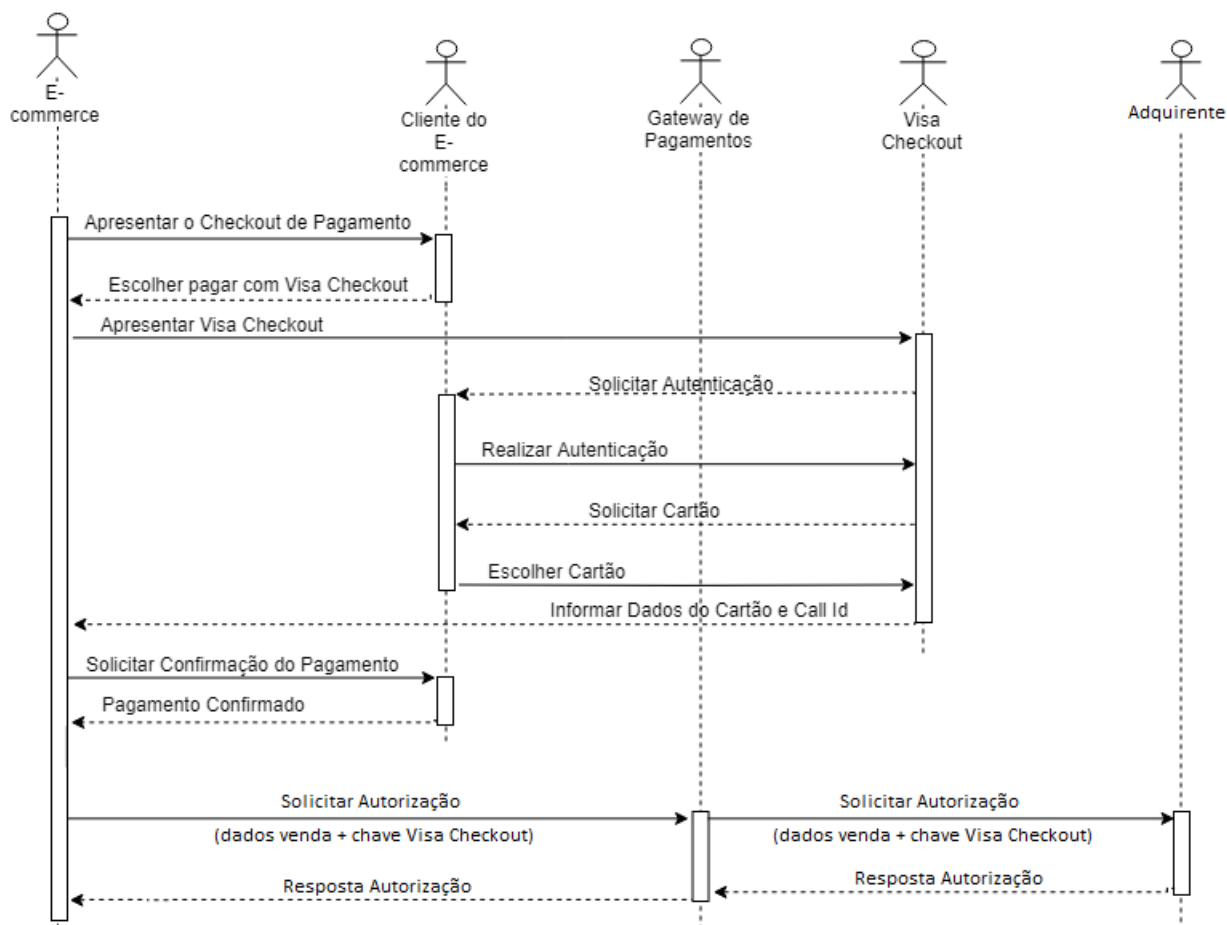 E-
commerce
Cliente do
E-
commerce
Gateway de
Pagamentos
Visa
Checkout
Adquirente
Apresentar o Checkout de Pagamento
Escolher pagar com Visa Checkout
Apresentar Visa Checkout
Solicitar Autenticação
Realizar Autenticação
Solicitar Cartão
Escolher Cartão
Informar Dados do Cartão e Call Id
Solicitar Confirmação do Pagamento
Pagamento Confirmado
Solicitar Autorização
(dados venda + chave Visa Checkout)
Solicitar Autorização
(dados venda + chave Visa Checkout)
Resposta Autorização
Resposta Autorização